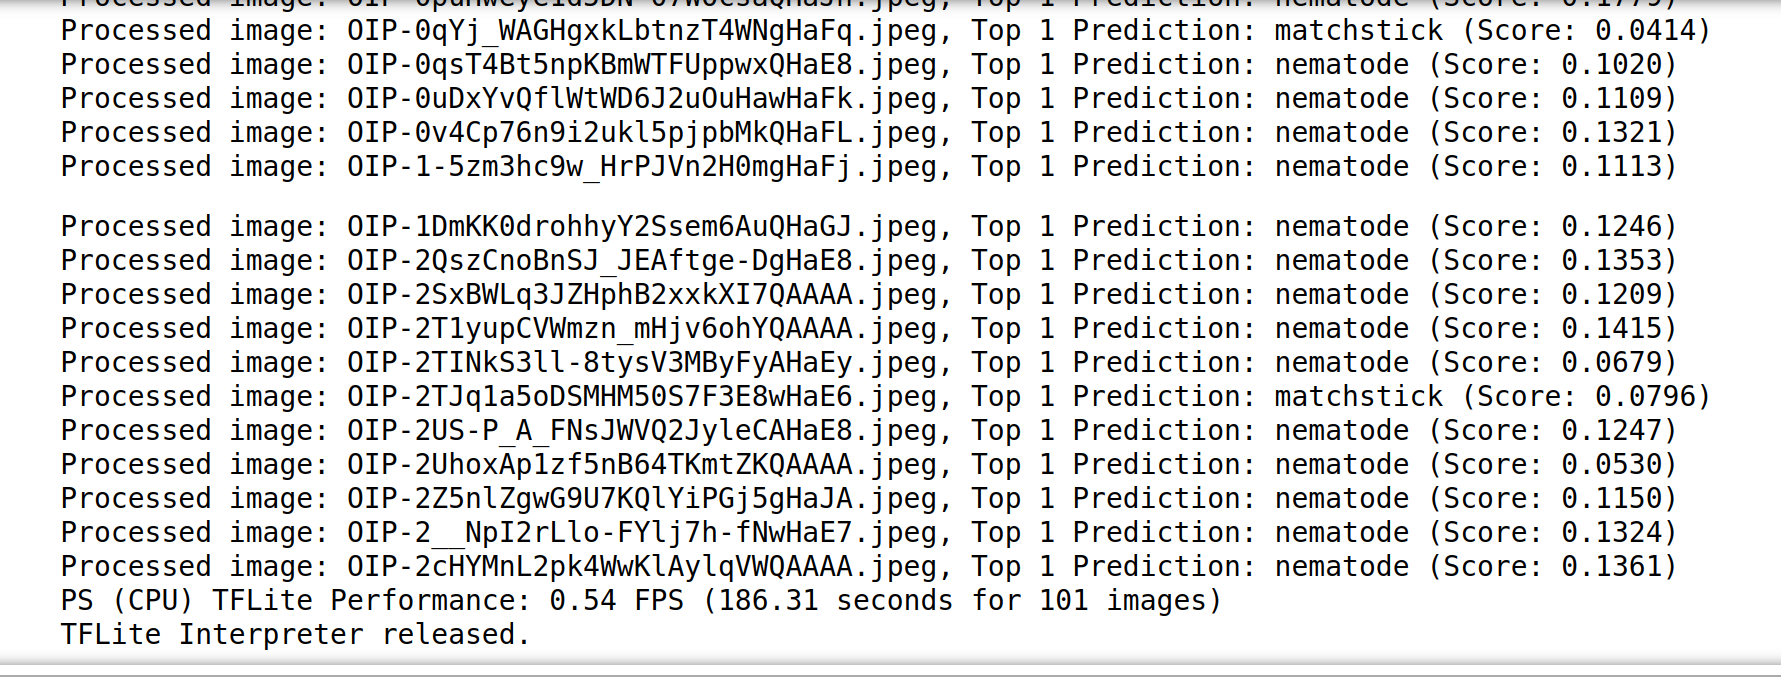 Processed image: OIP-0qYj_WAGHgxkLbtnzT4WNgHaFq.jpeg, Top 1 Prediction: matchstick (Score: 0.0414)
Processed image: OIP-0qsT4Bt5npKBmWTFUppwxQHaE8.jpeg, Top 1 Prediction: nematode (Score: 0.1020)
Processed image: OIP-0uDxYvQflWtWD6J2uOuHawHaFk.jpeg, Top 1 Prediction: nematode (Score: 0.1109)
Processed image: OIP-0v4Cp76n9i2ukl5pjpbMkQHaFL.jpeg, Top 1 Prediction: nematode (Score: 0.1321)
Processed image: OIP-1-5zm3hc9w_HrPJVn2H0mgHaFj.jpeg, Top 1 Prediction: nematode (Score: 0.1113)
Processed image: OIP-1DmKK0drohhyY2Ssem6AuQHaGJ.jpeg, Top 1 Prediction: nematode (Score: 0.1246)
Processed image: OIP-2QszCnoBnSJ_JEAftge-DgHaE8.jpeg, Top 1 Prediction: nematode (Score: 0.1353)
Processed image: OIP-2SxBWLq3JZHphB2xxkXI7QAAAA.jpeg, Top 1 Prediction: nematode (Score: 0.1209)
Processed image: OIP-2T1yupCVWmzn_mHjv6ohYQAAAA.jpeg, Top 1 Prediction: nematode (Score: 0.1415)
Processed image: OIP-2TINkS3ll-8tysV3MByFyAHaEy.jpeg, Top 1 Prediction: nematode (Score: 0.0679)
Processed image: OIP-2TJq1a5oDSMHM50S7F3E8wHaE6.jpeg, Top 1 Prediction: matchstick (Score: 0.0796)
Processed image: OIP-2US-P_A_FNsJWVQ2JyleCAHaE8.jpeg, Top 1 Prediction: nematode (Score: 0.1247)
Processed image: OIP-2UhoxAp1zf5nB64TKmtZKQAAAA.jpeg, Top 1 Prediction: nematode (Score: 0.0530)
Processed image: OIP-2Z5nlZgwG9U7KQlYiPGj5gHaJA.jpeg, Top 1 Prediction: nematode (Score: 0.1150)
Processed image: OIP-2__NpI2rLlo-FYlj7h-fNwHaE7.jpeg, Top 1 Prediction: nematode (Score: 0.1324)
Processed image: OIP-2cHYMnL2pk4WwKlAylqVWQAAAA.jpeg, Top 1 Prediction: nematode (Score: 0.1361)
PS (CPU) TFLite Performance: 0.54 FPS (186.31 seconds for 101 images)
TFLite Interpreter released.